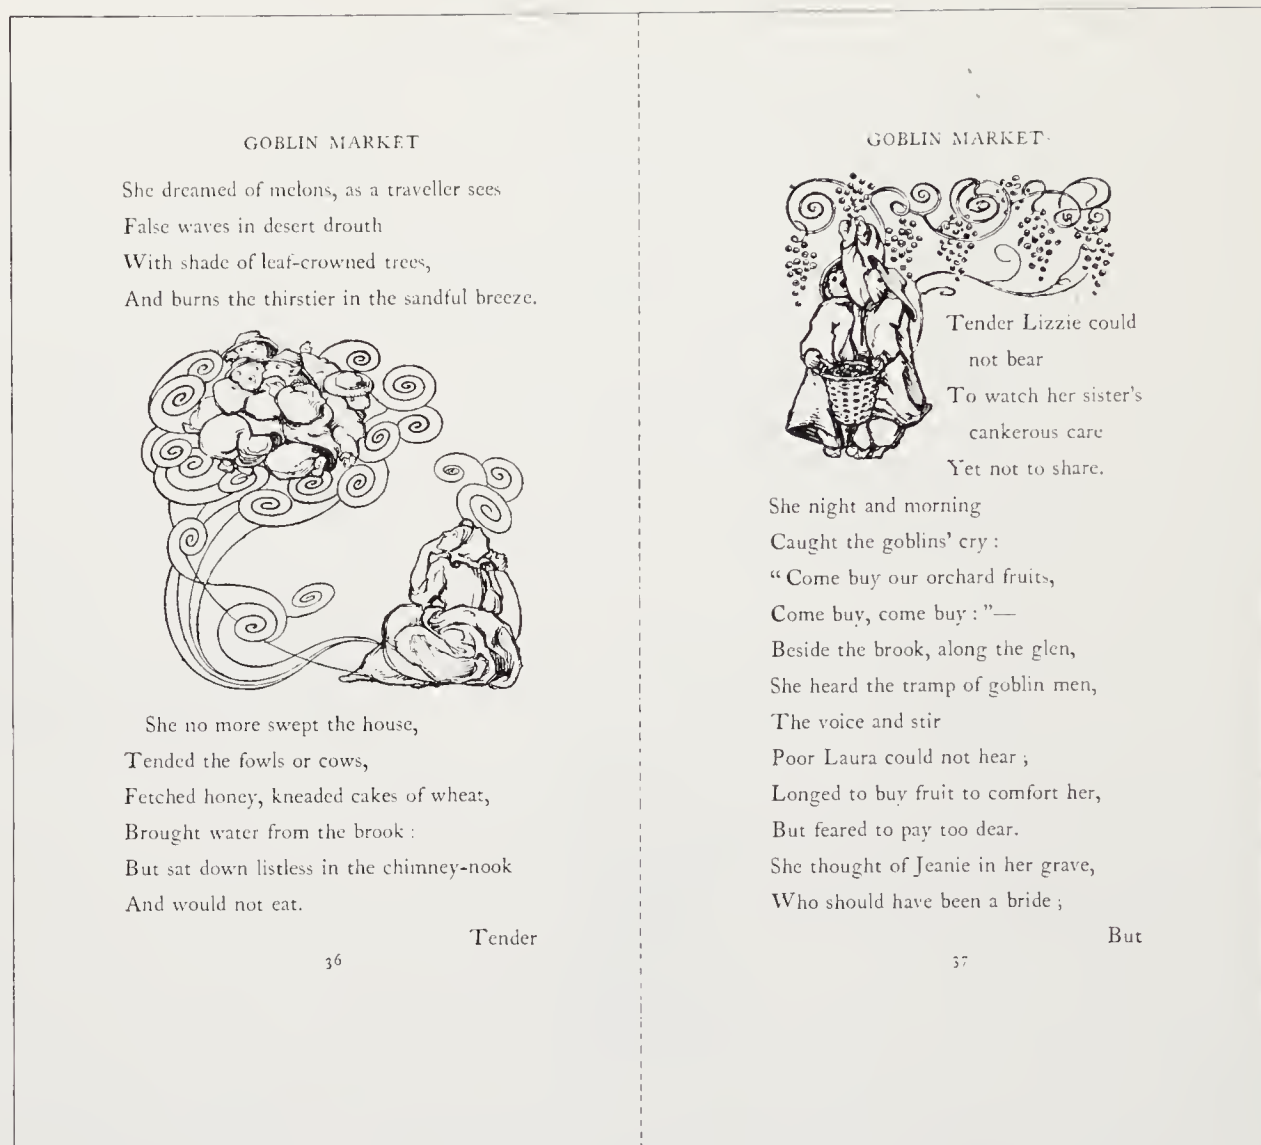 GOBLIN MARKET
She dreamed of melons, as a traveller sees
False waves in desert drouth
With shade of leaf-crowned trees,
And burns the thirstier in the sandful breeze.
She no more swept the house,
Tended the fowls or cows,
Fetched honey, kneaded cakes of wheat,
Brought water from the brook :
But sat down listless in the chimney-nook
And would not eat.
Tender
36
GOBLIN MARKET
Tender Lizzie could
not bear
To watch her sister's
cankerous care
Yet not to share.
She night and morning
Caught the goblins' cry :
“ Come buy our orchard fruits,
Come buy, come buy : ”—
Beside the brook, along the glen,
She heard the tramp of goblin men,
The voice and stir
Poor Laura could not hear ;
Longed to buy fruit to comfort her,
But feared to pay too dear.
She thought of Jeanie in her grave,
Who should have been a bride ;
But
37